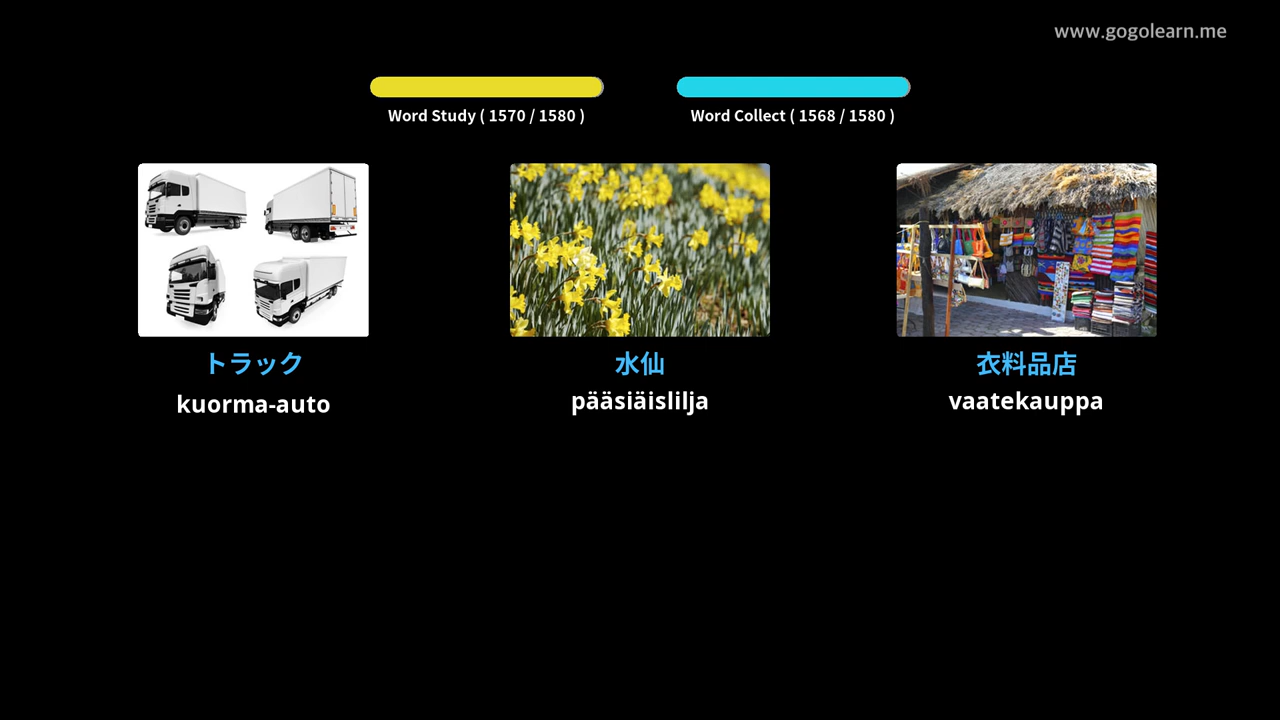 www.gogolearn.me
Word Study ( 1570 / 1580 )
Word Collect ( 1568 / 1580 )
トラック
水仙
衣料品店
kuorma-auto
pääsiäislilja
vaatekauppa